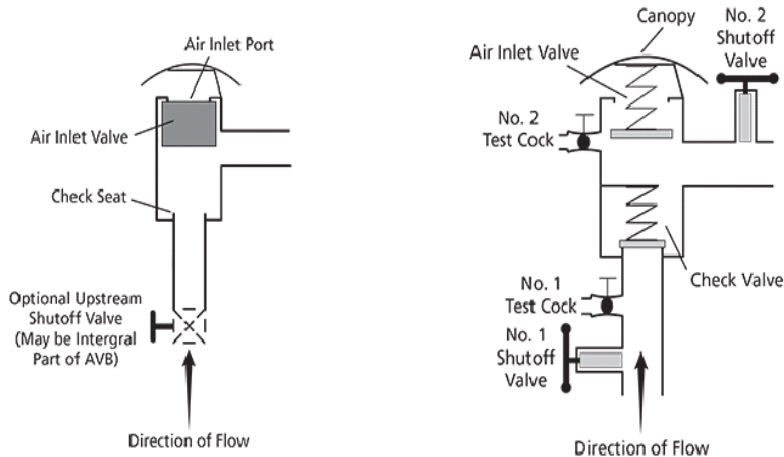 Air Inlet Port
Air Inlet Valve
Check Seat
Optional Upstream
Shutoff Valve
(May be Intergral
Part of AVB)
Direction of Flow
Canopy
No. 2
Shutoff
Valve
Air Inlet Valve
No. 2
Test Cock
Check Valve
No. 1
Test Cock
No. 1
Shutoff
Valve
Direction of Flow